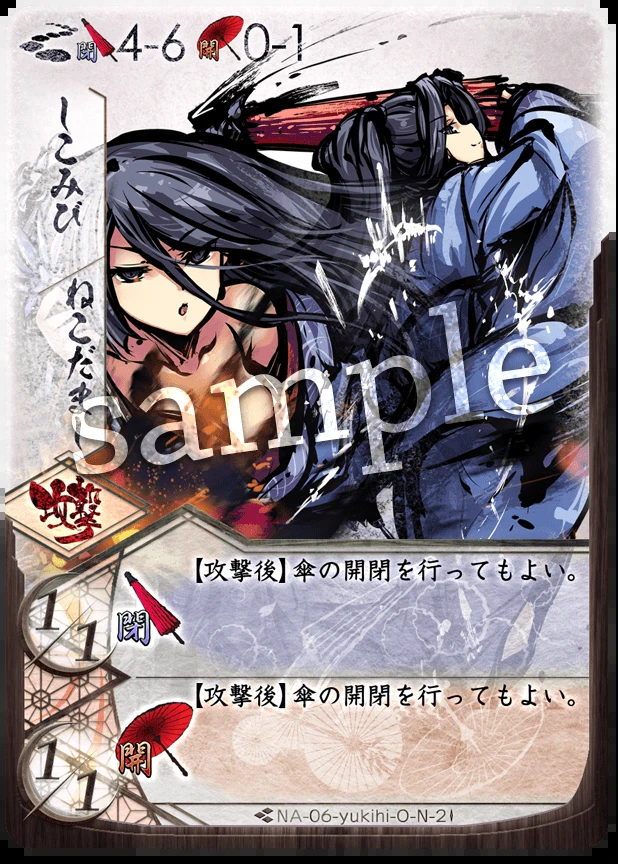 閉 4-6 開 0-1
しこみび
ねこだまし
攻撃
1/1
閉
【攻撃後】傘の開閉を行ってもよい。
1/1
開
【攻撃後】傘の開閉を行ってもよい。
NA-06-yukihi-O-N-2
sample